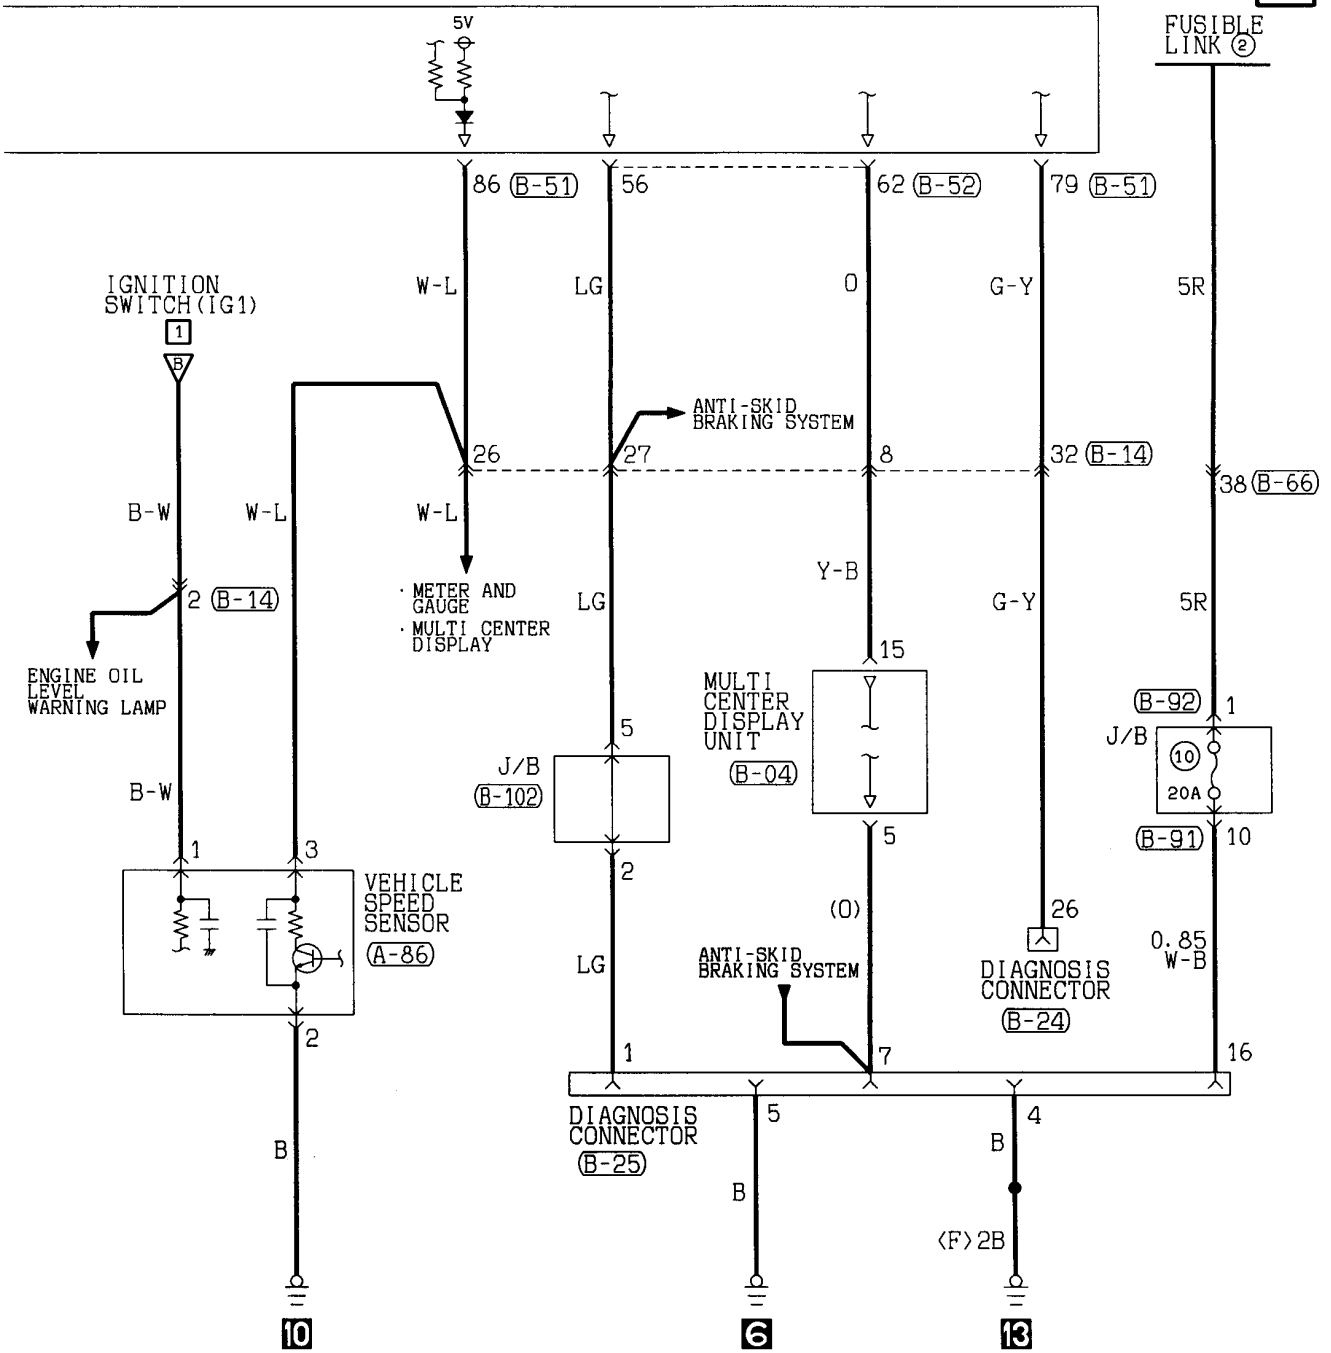 FUSIBLE
LINK ②
5V
86 (B-51)
56
62 (B-52)
79 (B-51)
W-L
LG
O
G-Y
5R
IGNITION
SWITCH(IG1)
1
B
ANTI-SKID
BRAKING SYSTEM
26
27
8
32 (B-14)
38 (B-66)
B-W
W-L
W-L
Y-B
2 (B-14)
· METER AND
GAUGE
· MULTI CENTER
DISPLAY
LG
G-Y
5R
ENGINE OIL
LEVEL
WARNING LAMP
15
MULTI
CENTER
DISPLAY
UNIT
(B-04)
(B-92) 1
5
J/B
10
20A
J/B
(B-102)
B-W
1
3
2
5
(B-91) 10
VEHICLE
SPEED
SENSOR
(A-86)
(O)
26
0.85
W-B
LG
ANTI-SKID
BRAKING SYSTEM
DIAGNOSIS
CONNECTOR
(B-24)
2
1
7
16
DIAGNOSIS
CONNECTOR
(B-25)
5
4
B
B
B
<F>2B
10
6
13